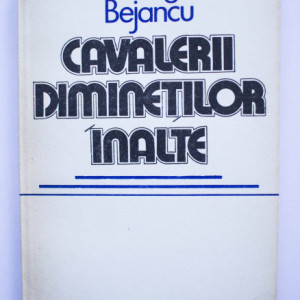 Bejancu
CAVALERII
DIMINEȚILOR
ÎNALTE